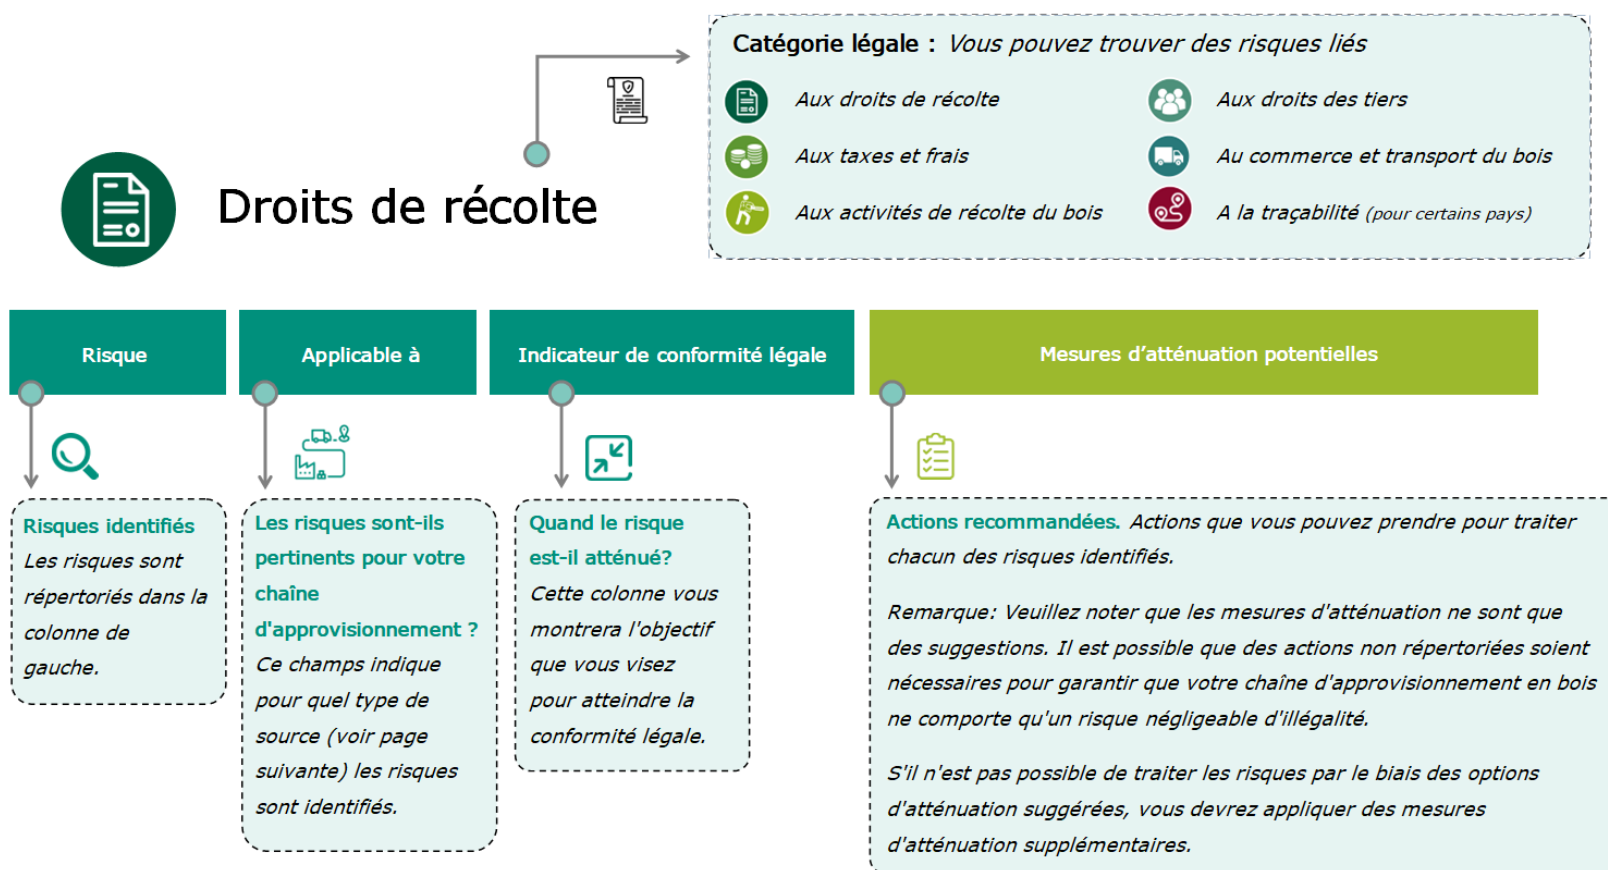 Catégorie légale : Vous pouvez trouver des risques liés
Aux droits de récolte
Aux droits des tiers
Aux taxes et frais
Au commerce et transport du bois
Aux activités de récolte du bois
A la traçabilité (pour certains pays)
Droits de récolte
Risque
Applicable à
Indicateur de conformité légale
Mesures d’atténuation potentielles
Risques identifiés
Les risques sont
répertoriés dans la
colonne de
gauche.
Les risques sont-ils
pertinents pour votre
chaîne
d'approvisionnement ?
Ce champs indique
pour quel type de
source (voir page
suivante) les risques
sont identifiés.
Quand le risque
est-il atténué?
Cette colonne vous
montrera l'objectif
que vous visez
pour atteindre la
conformité légale.
Actions recommandées. Actions que vous pouvez prendre pour traiter
chacun des risques identifiés.
Remarque: Veuillez noter que les mesures d'atténuation ne sont que
des suggestions. Il est possible que des actions non répertoriées soient
nécessaires pour garantir que votre chaîne d'approvisionnement en bois
ne comporte qu'un risque négligeable d'illégalité.
S'il n'est pas possible de traiter les risques par le biais des options
d'atténuation suggérées, vous devrez appliquer des mesures
d'atténuation supplémentaires.